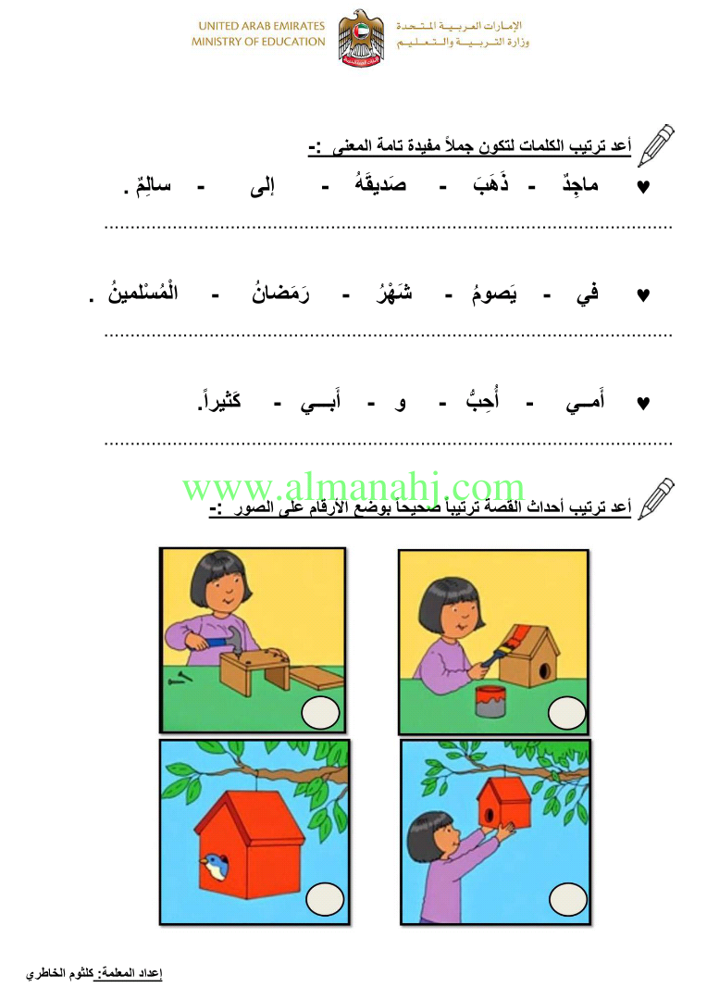 UNITED ARAB EMIRATES
MINISTRY OF EDUCATION
الإمارات العربية المتحدة
وزارة التربية والتعليم
أعد ترتيب الكلمات لتكون جملاً مفيدة تامة المعنى :-
♥ ماجِدٌ - ذَهَبَ - صَديقَهُ - إلى - سالِمٌ .
♥ في - يَصومُ - شَهْرُ - رَمَضانُ - الْمُسْلمينُ .
♥ أَمـــي - أُحِبُّ - و - أَبـــي - كَثيراً.
www.almanahj.com
أعد ترتيب أحداث القصة ترتيباً صحيحاً بوضع الأرقام على الصور :-
إعداد المعلمة: كلثوم الخاطري